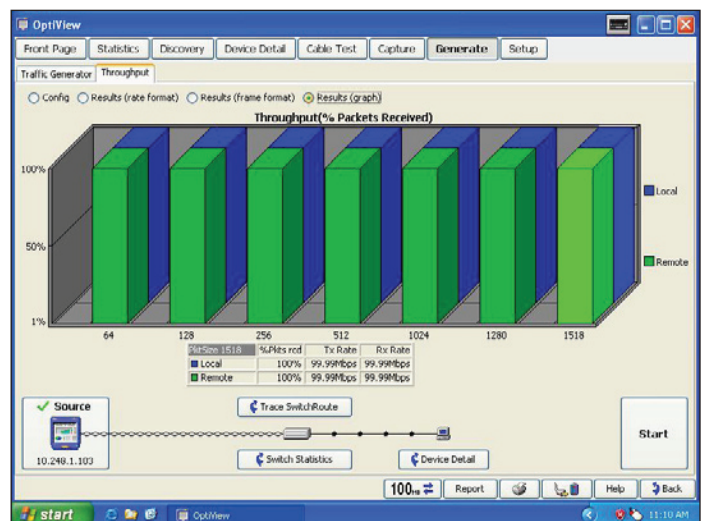 OptiView
Front Page Statistics Discovery Device Detail Cable Test Capture Generate Setup
Traffic Generator Throughput
Config Results (rate format) Results (frame format) Results (graph)
Throughput(% Packets Received)
100%
50%
1%
64 128 256 512 1024 1280 1518
Local
Remote
PktSize 1518 %Pkts rcd Tx Rate Rx Rate
Local 100% 99.99Mbps 99.99Mbps
Remote 100% 99.99Mbps 99.99Mbps
Source
10.248.1.103
Trace SwitchRoute
Switch Statistics
Device Detail
Start
100 Report Help Back
start OptiView 11:10 AM